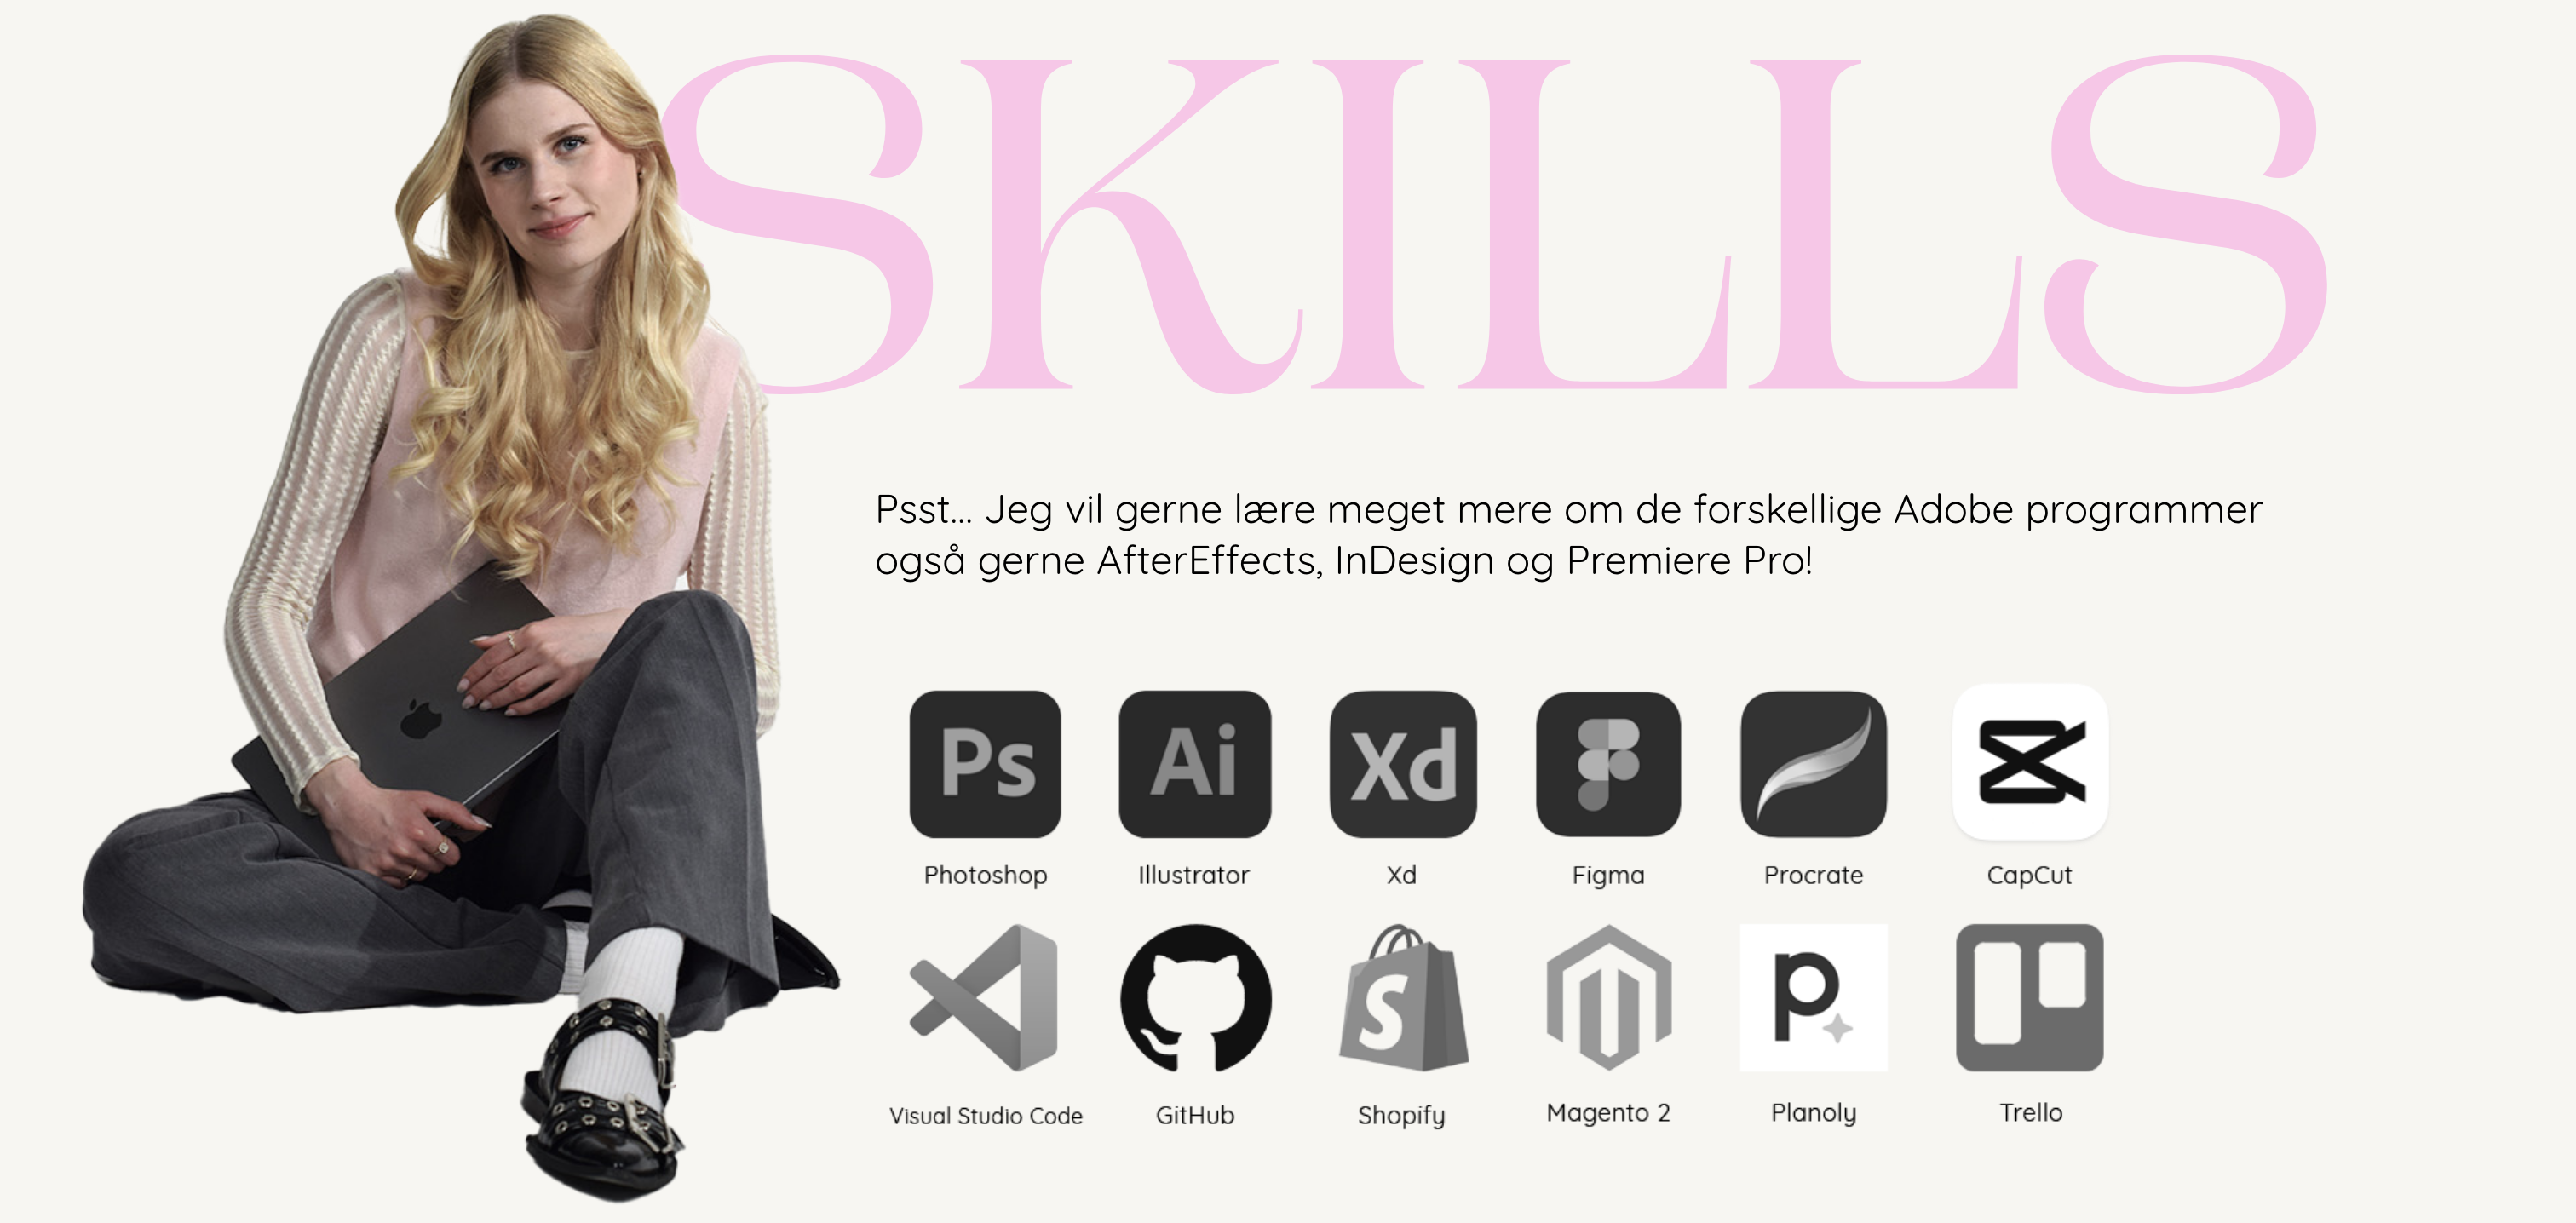 SKILLS
Psst... Jeg vil gerne lære meget mere om de forskellige Adobe programmer
også gerne AfterEffects, InDesign og Premiere Pro!
Ps Ai Xd
Photoshop Illustrator Xd Figma Procrate CapCut
S p
Visual Studio Code GitHub Shopify Magento 2 Planoly Trello